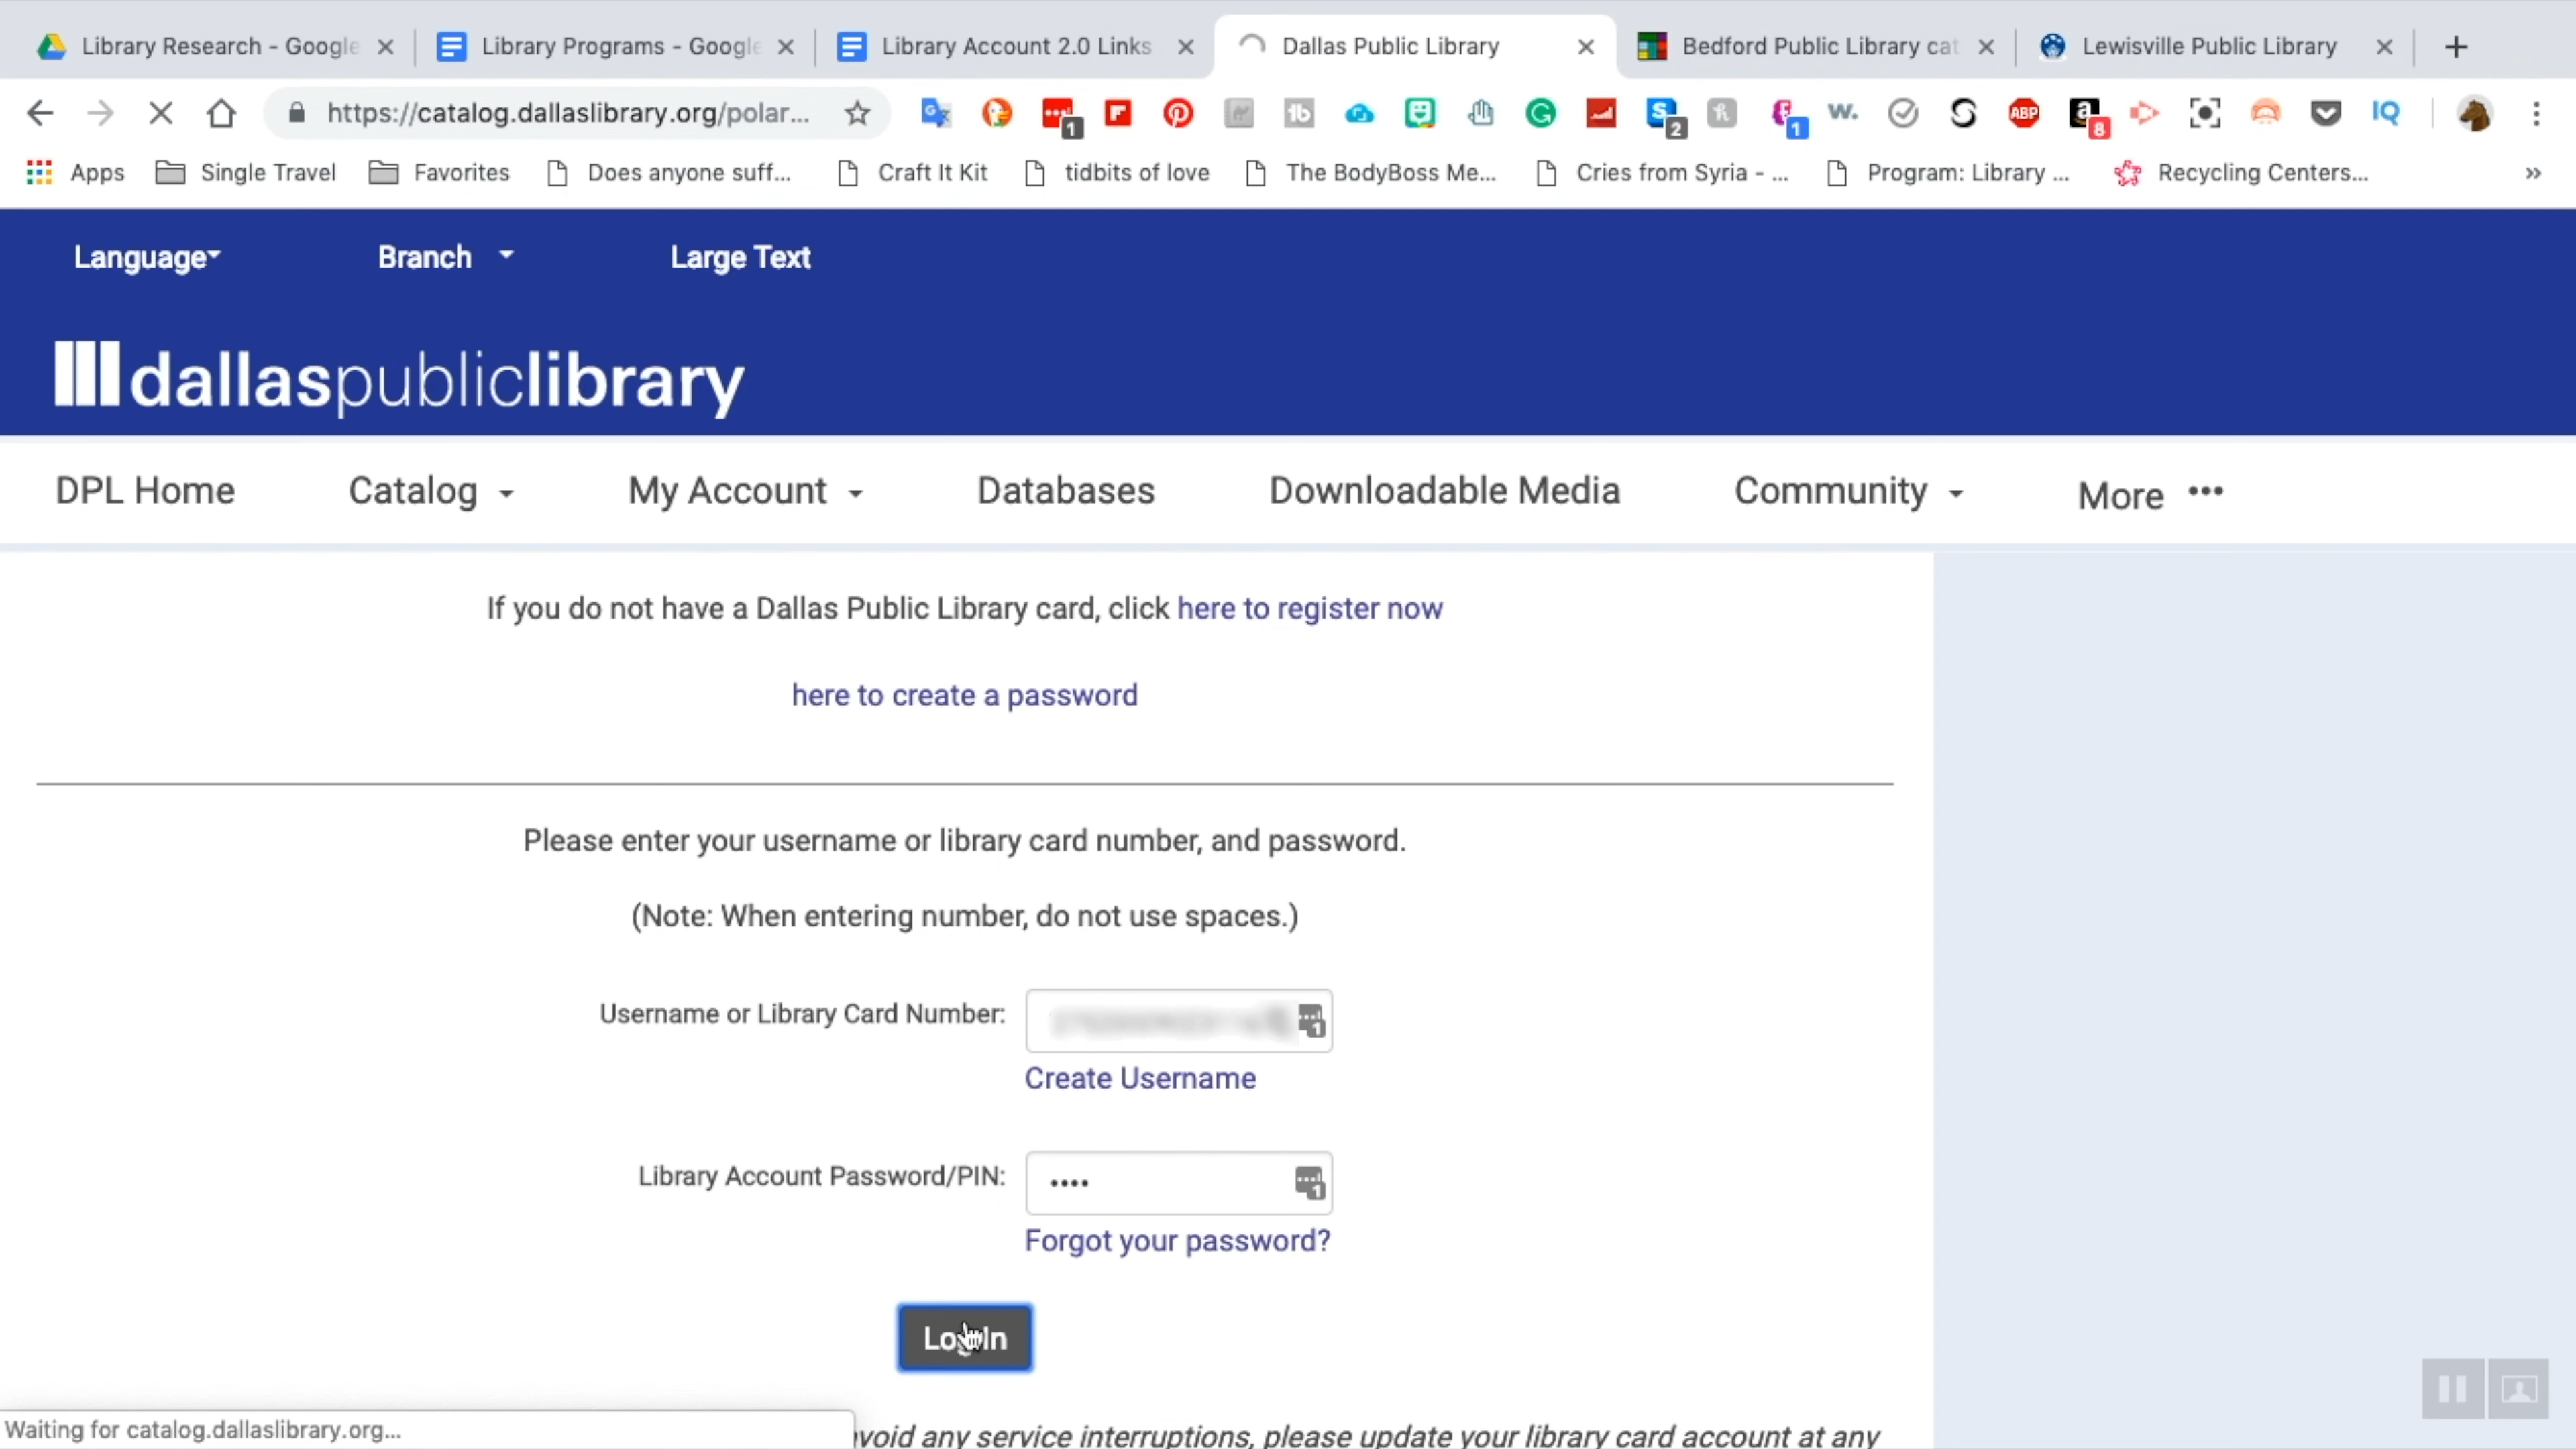 Library Research - Google
Library Programs - Google
Library Account 2.0 Links
Dallas Public Library
Bedford Public Library cat
Lewisville Public Library
https://catalog.dallaslibrary.org/polar...
Apps
Single Travel
Favorites
Does anyone suff...
Craft It Kit
tidbits of love
The BodyBoss Me...
Cries from Syria - ...
Program: Library ...
Recycling Centers...
Language
Branch
Large Text
dallaspubliclibrary
DPL Home
Catalog
My Account
Databases
Downloadable Media
Community
More •••
If you do not have a Dallas Public Library card, click here to register now
here to create a password
Please enter your username or library card number, and password.
(Note: When entering number, do not use spaces.)
Username or Library Card Number:
Create Username
Library Account Password/PIN:
••••
Forgot your password?
Log In
Waiting for catalog.dallaslibrary.org...
void any service interruptions, please update your library card account at any